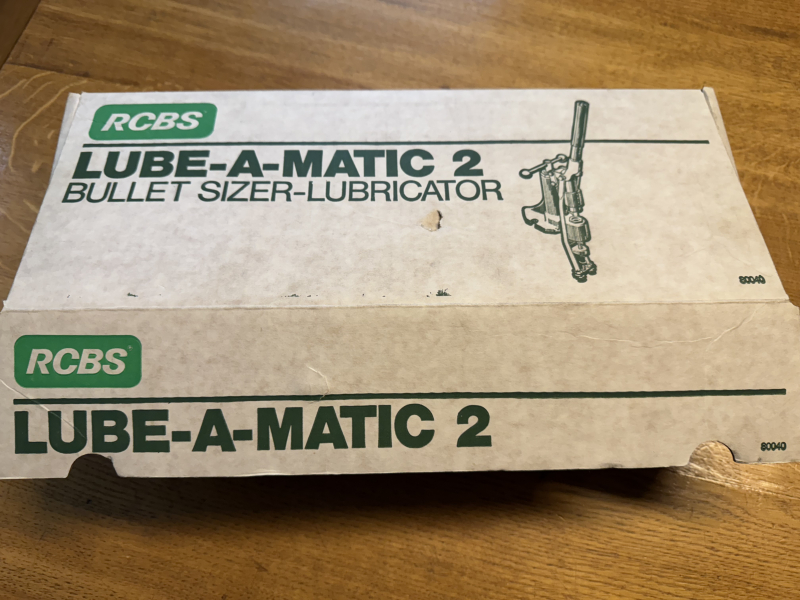 RCBS
LUBE-A-MATIC 2
BULLET SIZER-LUBRICATOR
80040
RCBS
LUBE-A-MATIC 2
80040